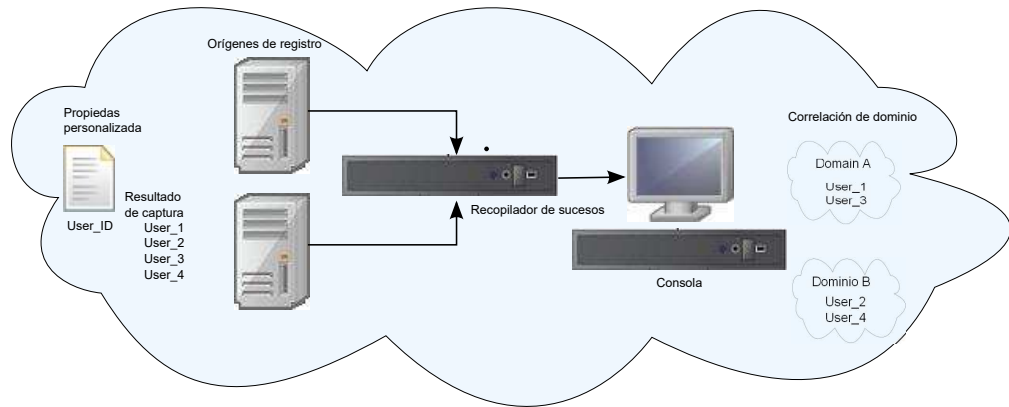 Orígenes de registro
Propiedas
personalizada
User_ID
Resultado
de captura
User_1
User_2
User_3
User_4
Recopilador de sucesos
Consola
Correlación de dominio
Domain A
User_1
User_3
Dominio B
User_2
User_4